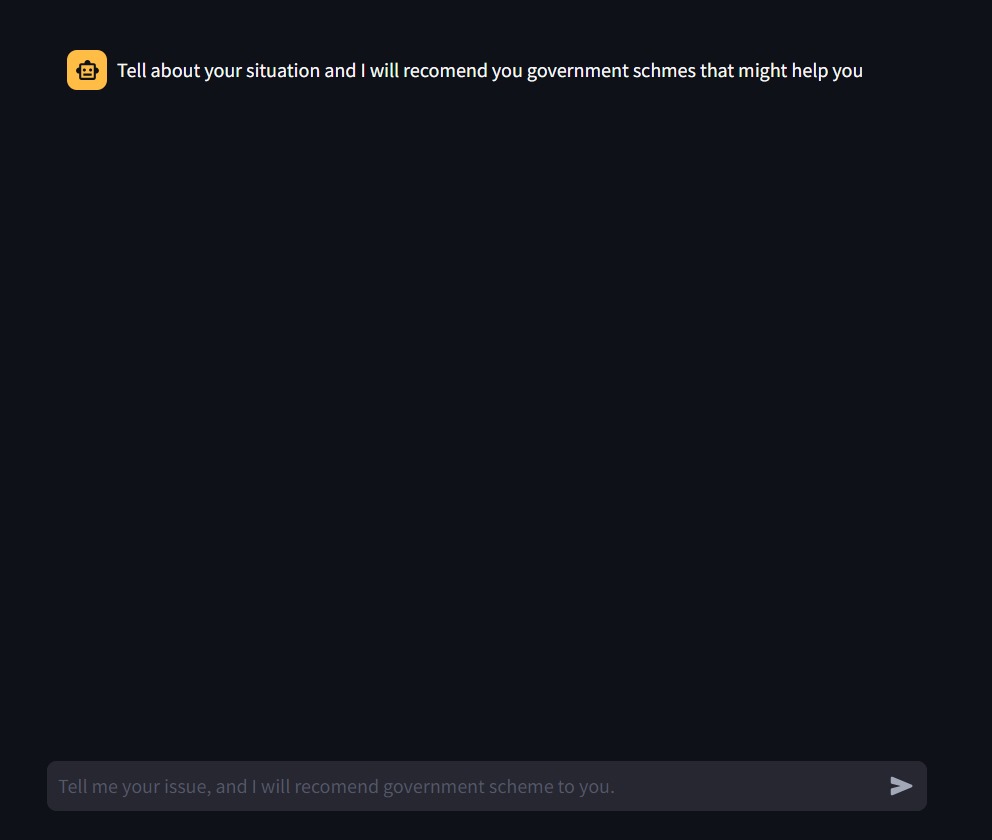 Tell about your situation and I will recomend you government schmes that might help you
Tell me your issue, and I will recomend government scheme to you.